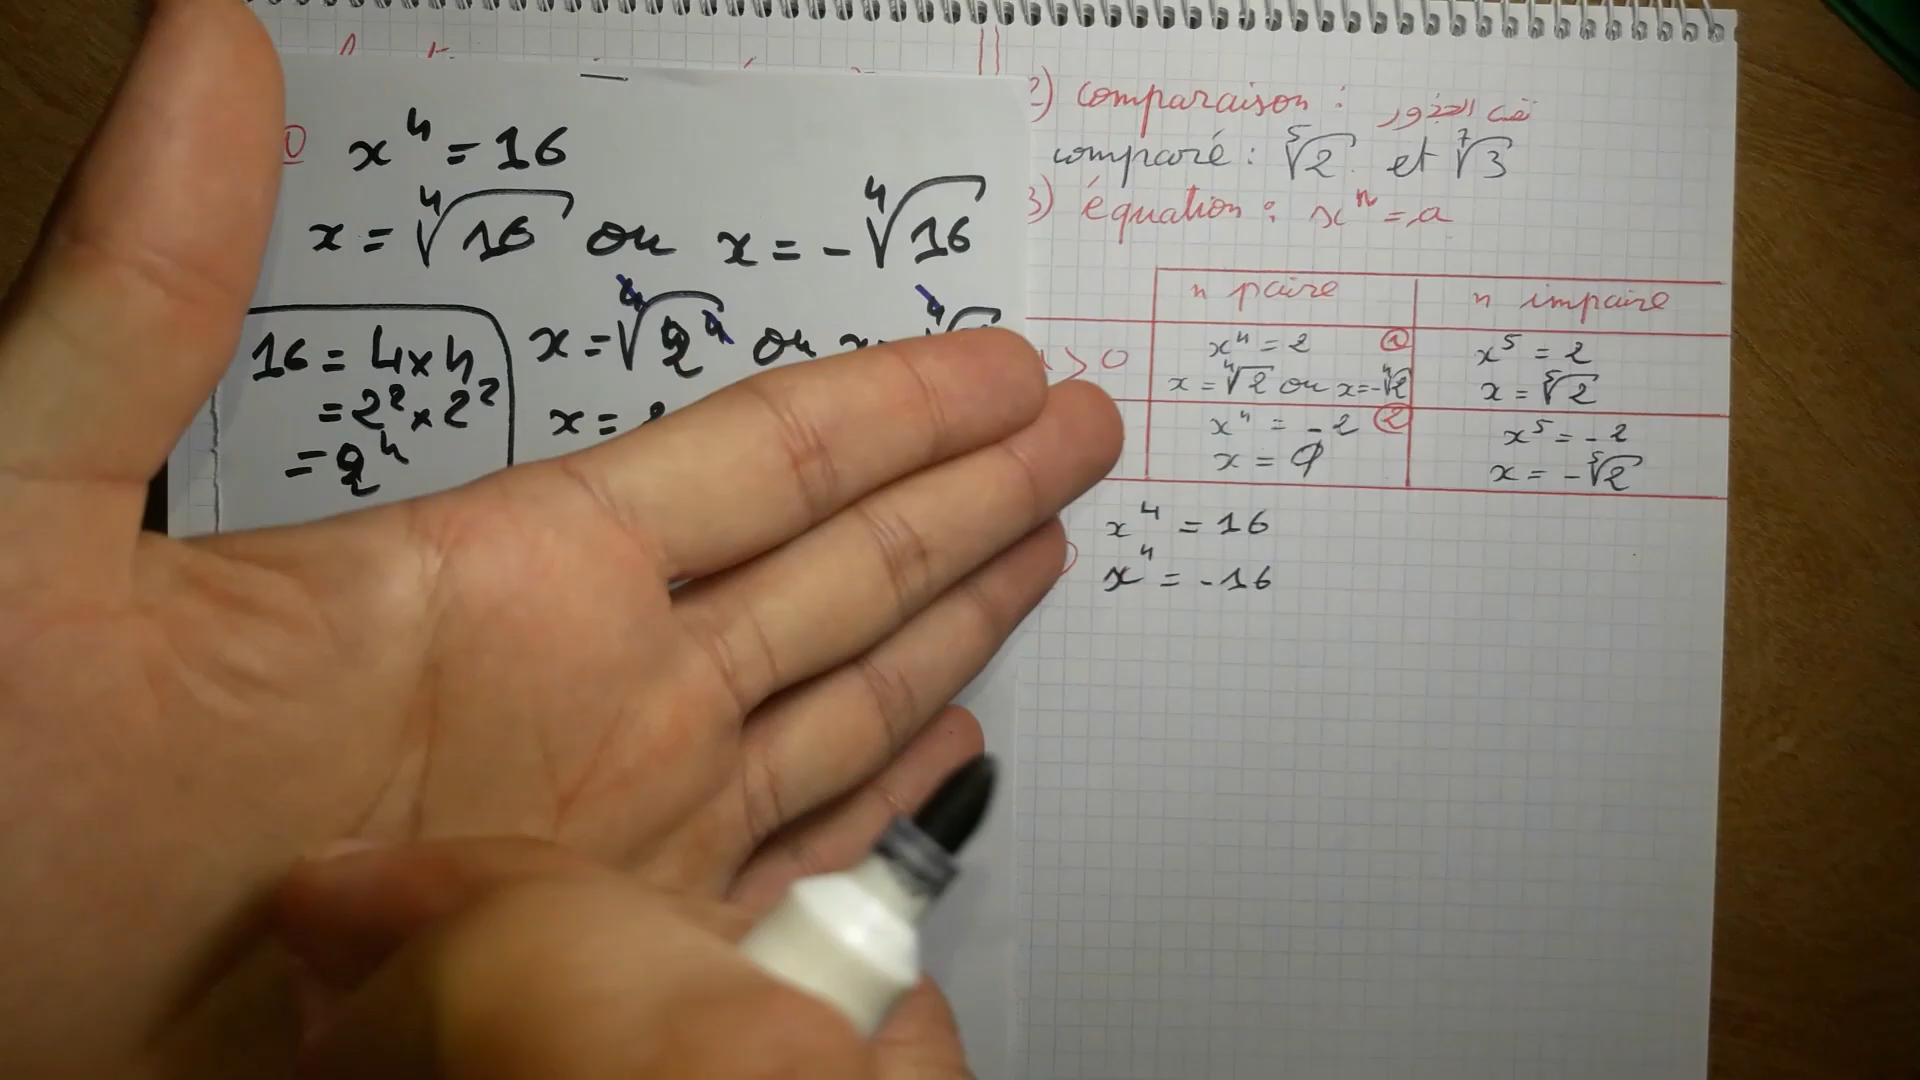 x⁴ = 16
x = ⁴√16 ou x = -⁴√16
16 = 4 x 4
= 2² x 2²
= 2⁴
x = ⁴√2⁴ ou
x =
2) comparaison :
comparé : ⁵√2 et ⁷√3
3) équation : xⁿ = a
n paire n impaire
> 0
x⁴ = 2 ①
x = ⁴√2 ou x = -⁴√2
x⁵ = 2
x = ⁵√2
x⁴ = -2 ②
x = ∅
x⁵ = -2
x = -⁵√2
x⁴ = 16
x⁴ = -16